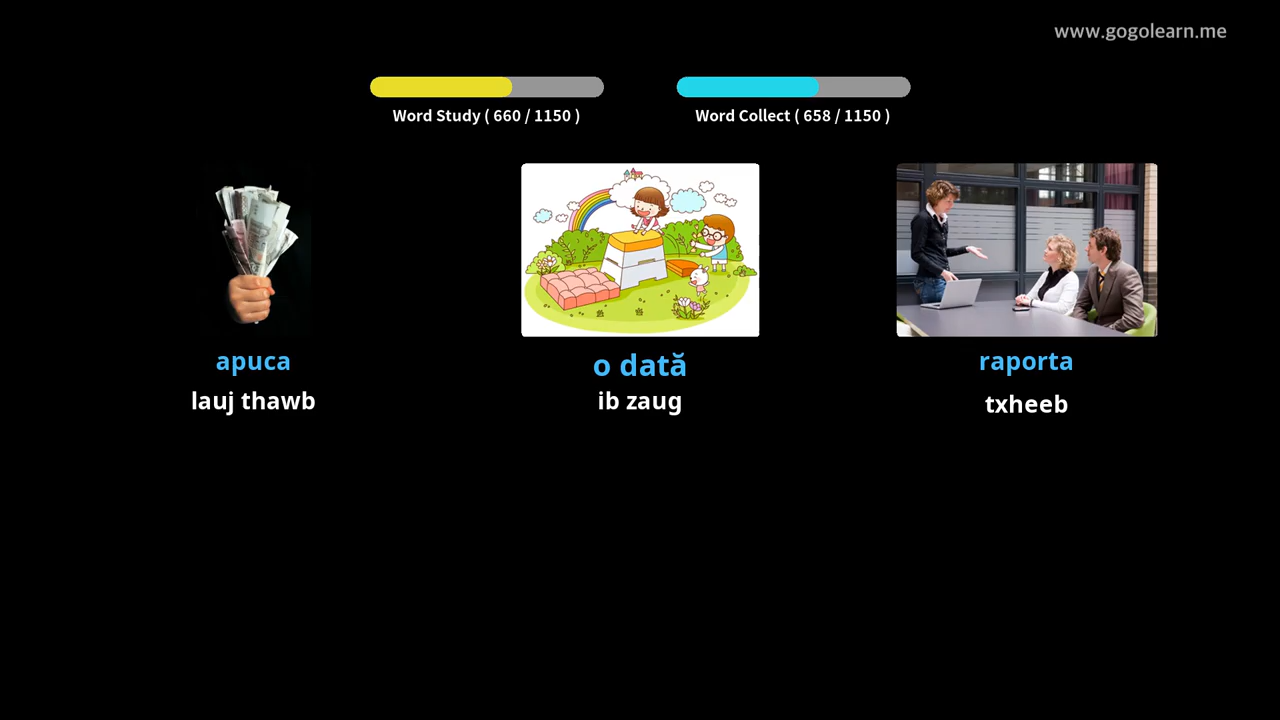 www.gogolearn.me
Word Study ( 660 / 1150 )
Word Collect ( 658 / 1150 )
apuca
o dată
raporta
lauj thawb
ib zaug
txheeb